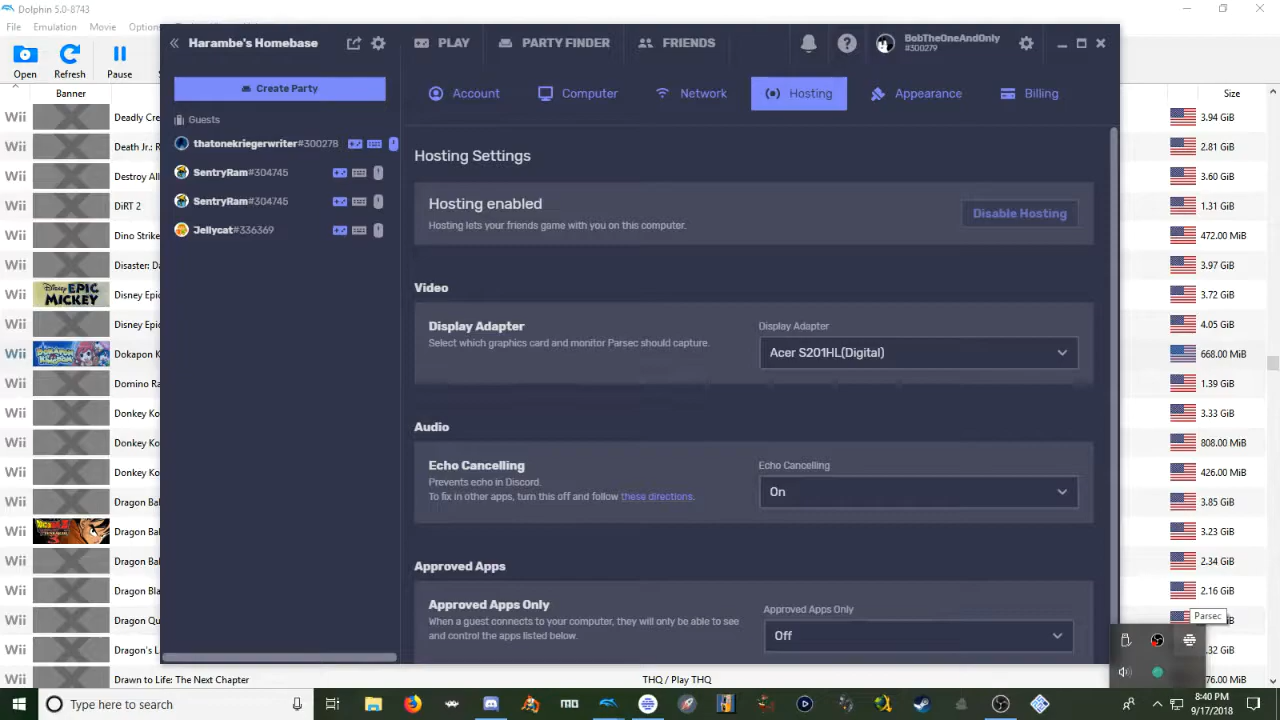 Dolphin 5.0-8743
File
Emulation
Movie
Options
Open
Refresh
Pause
Banner
Size
Wii Deadly Cre 3.94 GiB
Wii Death Jr.: R 2.81 GiB
Wii Destroy All 3.60 GiB
Wii DiRT 2 1.31 GiB
Wii Dino Strike 472.00 MiB
Wii Disaster: Da 3.97 GiB
Wii Disney EPIC MICKEY Disney Epic 3.72 GiB
Wii Disney Epic 4.05 GiB
Wii DOKAPON KINGDOM Dokapon K 668.00 MiB
Wii Domino Ra 1.39 GiB
Wii Donkey Ko 3.33 GiB
Wii Donkey Ko 808.00 MiB
Wii Donkey Ko 426.00 MiB
Wii Dragon Bal 3.85 GiB
Wii Dragon Bal 3.23 GiB
Wii Dragon Bal 2.34 GiB
Wii Dragon Bla 2.16 GiB
Wii Dragon Qu
Wii Dragon's L .32 GiB
Wii Drawn to Life: The Next Chapter THQ / Play THQ 76.00 MiB
Harambe's Homebase
PLAY
PARTY FINDER
FRIENDS
BobTheOneAndOnly
#300279
Create Party
Guests
thatonekriegerwriter#300278
SentryRam#304745
SentryRam#304745
Jellycat#336369
Account
Computer
Network
Hosting
Appearance
Billing
Hosting Settings
Hosting enabled
Hosting lets your friends game with you on this computer.
Disable Hosting
Video
Display Adapter
Select which graphics card and monitor Parsec should capture.
Display Adapter
Acer S201HL(Digital)
Audio
Echo Cancelling
Prevents echo in Discord.
To fix in other apps, turn this off and follow these directions.
Echo Cancelling
On
Approved Apps
Approved Apps Only
When a guest connects to your computer, they will only be able to see
and control the apps listed below.
Approved Apps Only
Off
Parsec
Type here to search
8:40 PM
9/17/2018